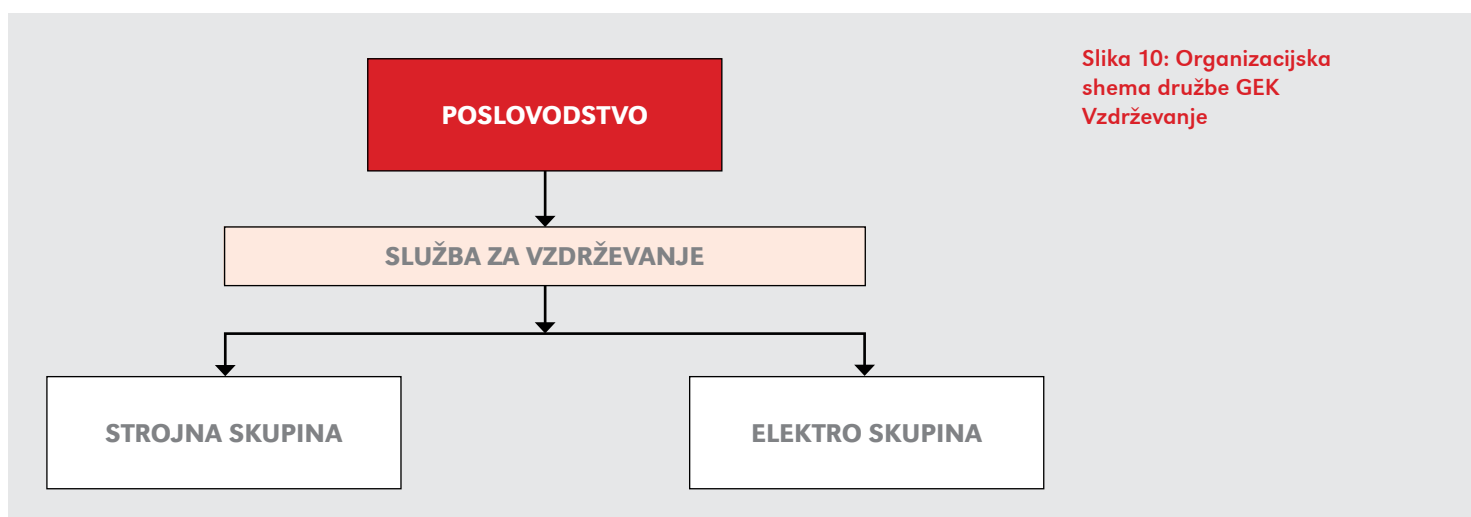 POSLOVODSTVO
Slika 10: Organizacijska
shema družbe GEK
Vzdrževanje
SLUŽBA ZA VZDRŽEVANJE
STROJNA SKUPINA
ELEKTRO SKUPINA